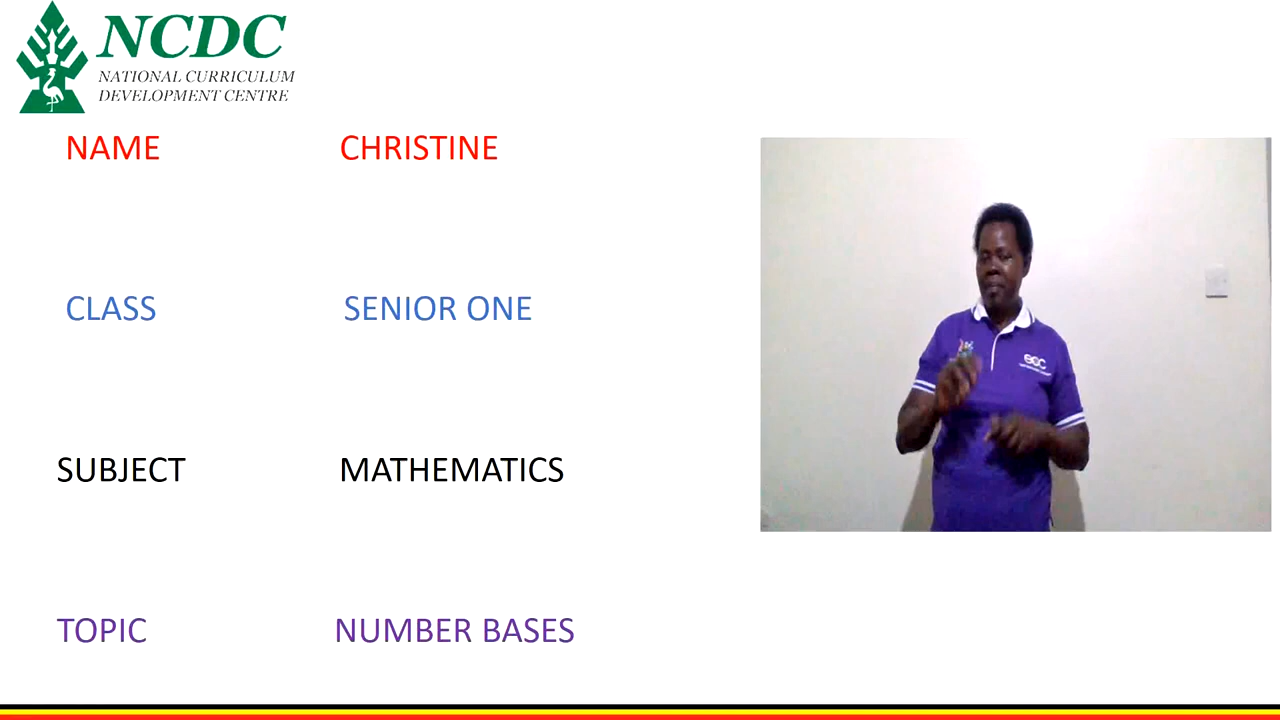 NCDC
NATIONAL CURRICULUM
DEVELOPMENT CENTRE
NAME CHRISTINE
CLASS SENIOR ONE
SUBJECT MATHEMATICS
TOPIC NUMBER BASES